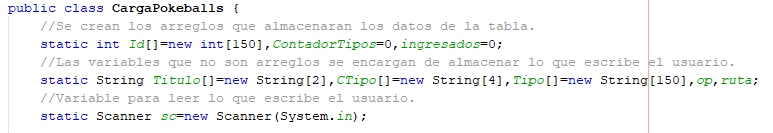 public class CargaPokeballs {
//Se crean los arreglos que almacenaran los datos de la tabla.
static int Id[]=new int[150],ContadorTipos=0,ingresados=0;
//Las variables que no son arreglos se encargan de almacenar lo que escribe el usuario.
static String Titulo[]=new String[2],CTipo[]=new String[4],Tipo[]=new String[150],op,ruta;
//Variable para leer lo que escribe el usuario.
static Scanner sc=new Scanner(System.in);